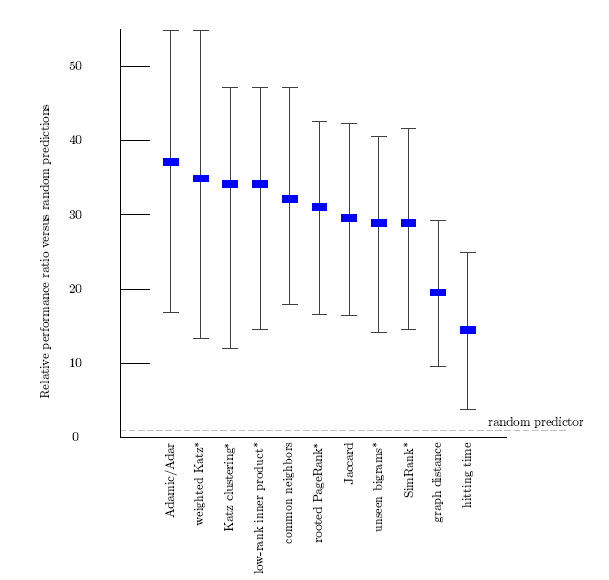 Relative performance ratio versus random predictions
50
40
30
20
10
0
random predictor
Adamic/Adar
weighted Katz*
Katz clustering*
low-rank inner product*
common neighbors
rooted PageRank*
Jaccard
unseen bigrams*
SimRank*
graph distance
hitting time